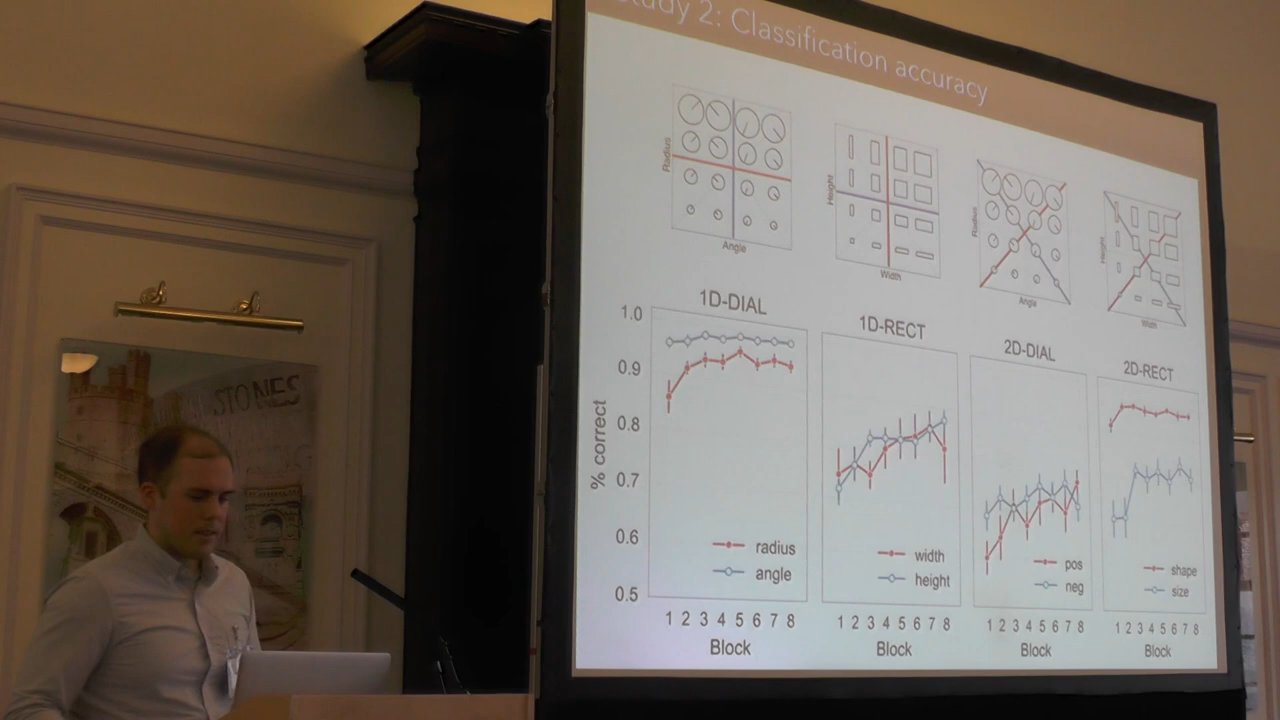 Study 2: Classification accuracy
Radius
Angle
Height
Width
Radius
Angle
Height
Width
1D-DIAL
1D-RECT
2D-DIAL
2D-RECT
% correct
1.0
0.9
0.8
0.7
0.6
0.5
radius
angle
width
height
pos
neg
shape
size
1 2 3 4 5 6 7 8
1 2 3 4 5 6 7 8
1 2 3 4 5 6 7 8
1 2 3 4 5 6 7 8
Block
Block
Block
Block
STONES